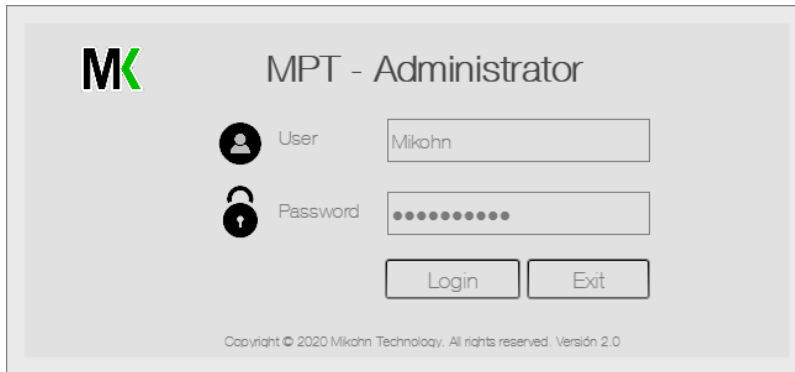 MK MPT - Administrator
User Mikohn
Password ●●●●●●●●●●
Login Exit
Copyright © 2020 Mikohn Technology. All rights reserved. Versión 2.0